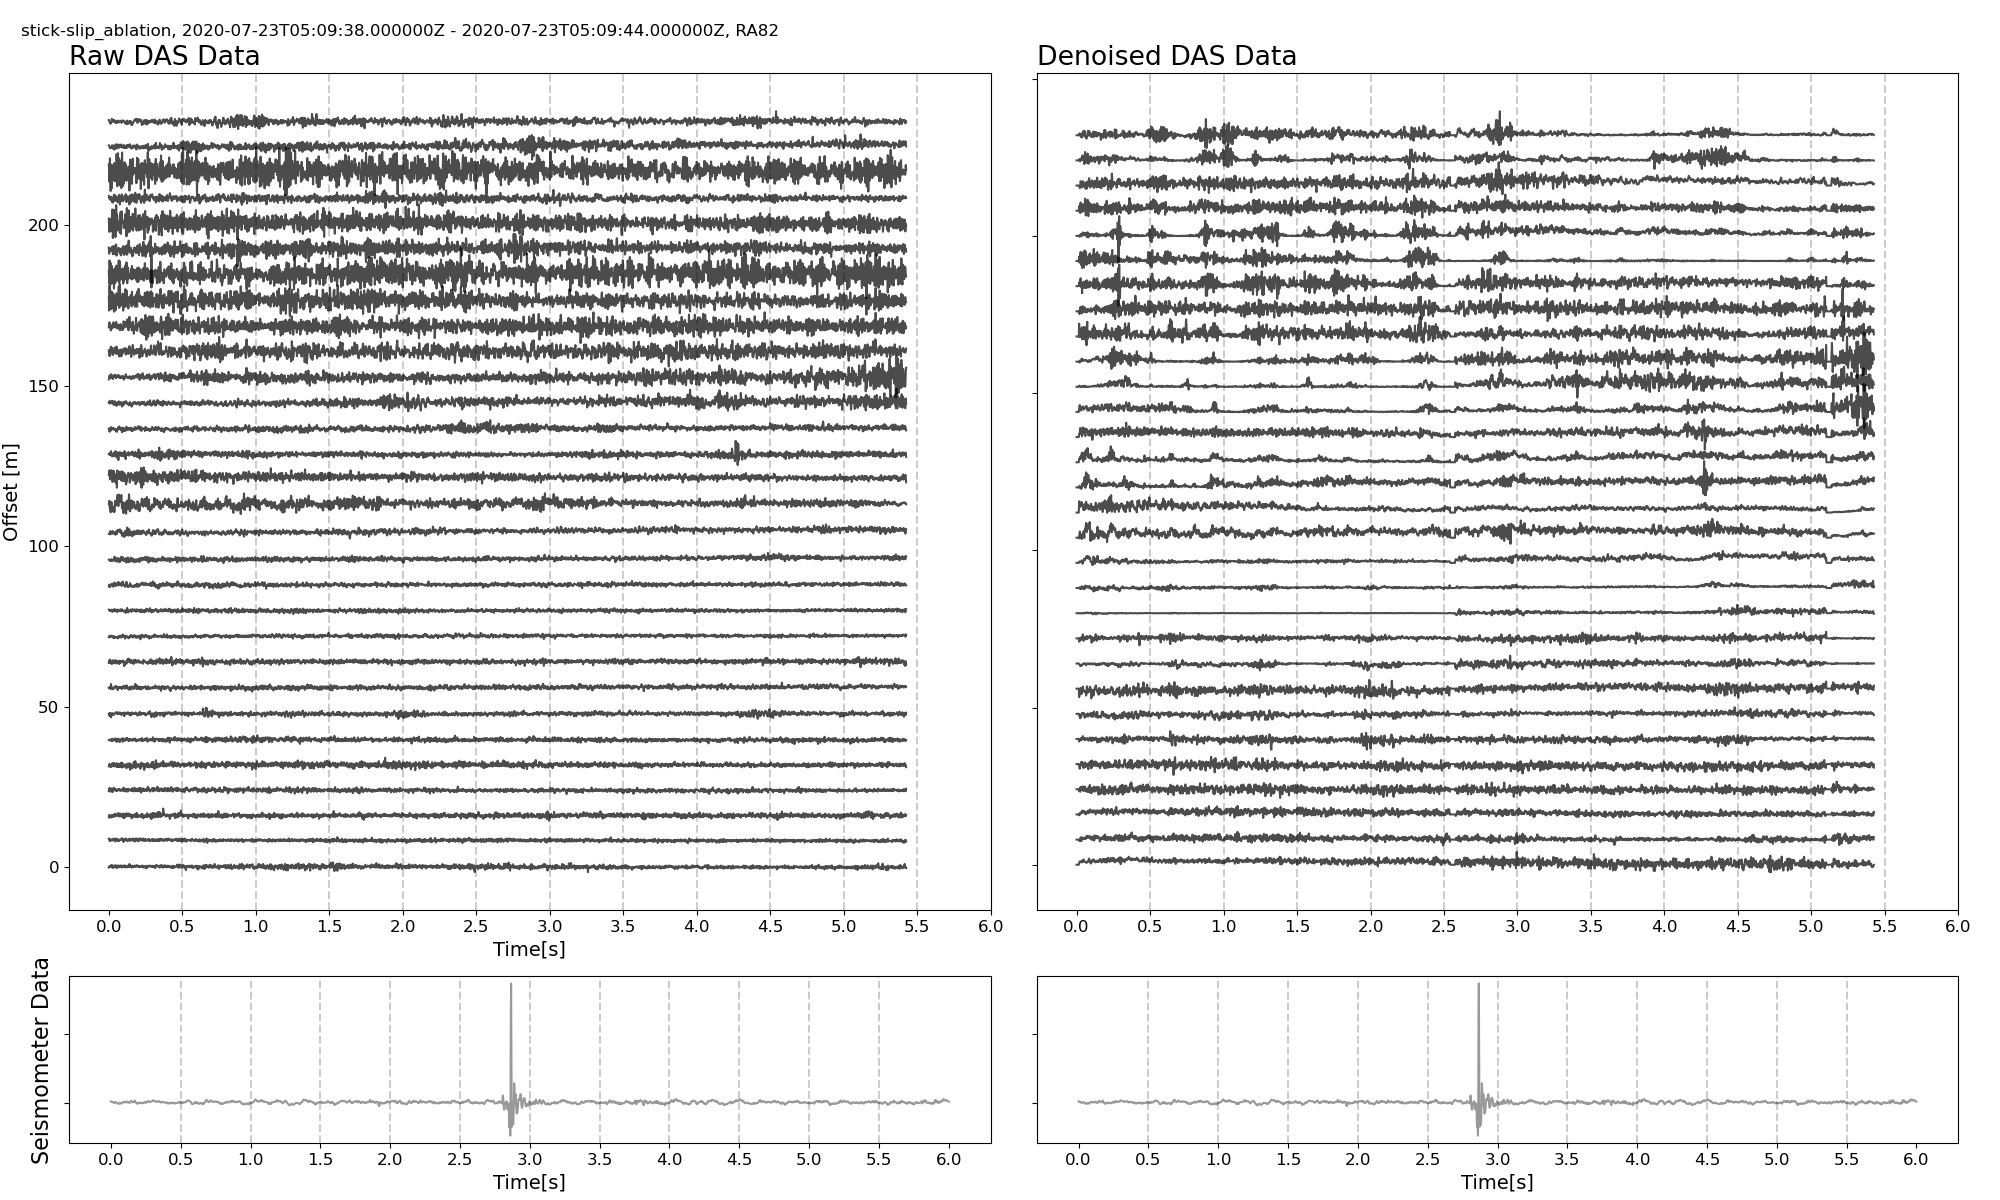 stick-slip_ablation, 2020-07-23T05:09:38.000000Z - 2020-07-23T05:09:44.000000Z, RA82
Raw DAS Data
Denoised DAS Data
Offset [m]
200
150
100
50
0
0.0 0.5 1.0 1.5 2.0 2.5 3.0 3.5 4.0 4.5 5.0 5.5 6.0
Time[s]
0.0 0.5 1.0 1.5 2.0 2.5 3.0 3.5 4.0 4.5 5.0 5.5 6.0
Seismometer Data
0.0 0.5 1.0 1.5 2.0 2.5 3.0 3.5 4.0 4.5 5.0 5.5 6.0
Time[s]
0.0 0.5 1.0 1.5 2.0 2.5 3.0 3.5 4.0 4.5 5.0 5.5 6.0
Time[s]